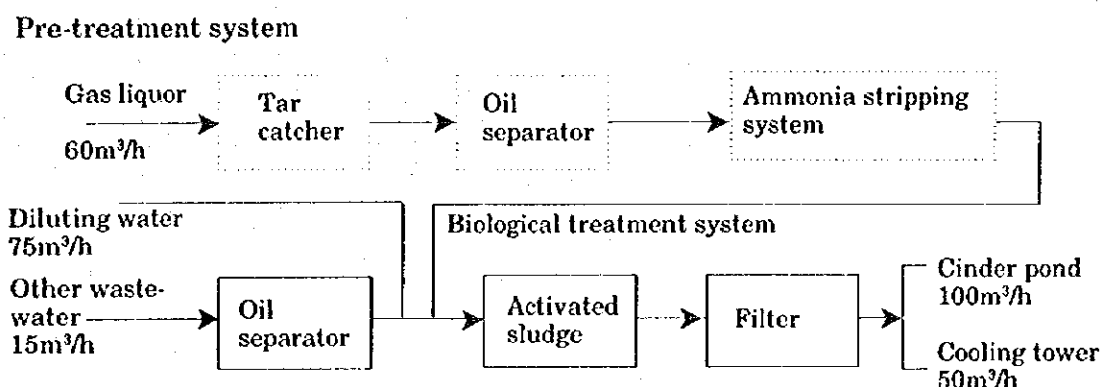 Pre-treatment system
Gas liquor
60m³/h
Tar
catcher
Oil
separator
Ammonia stripping
system
Diluting water
75m³/h
Biological treatment system
Other waste-
water
15m³/h
Oil
separator
Activated
sludge
Filter
Cinder pond
100m³/h
Cooling tower
50m³/h